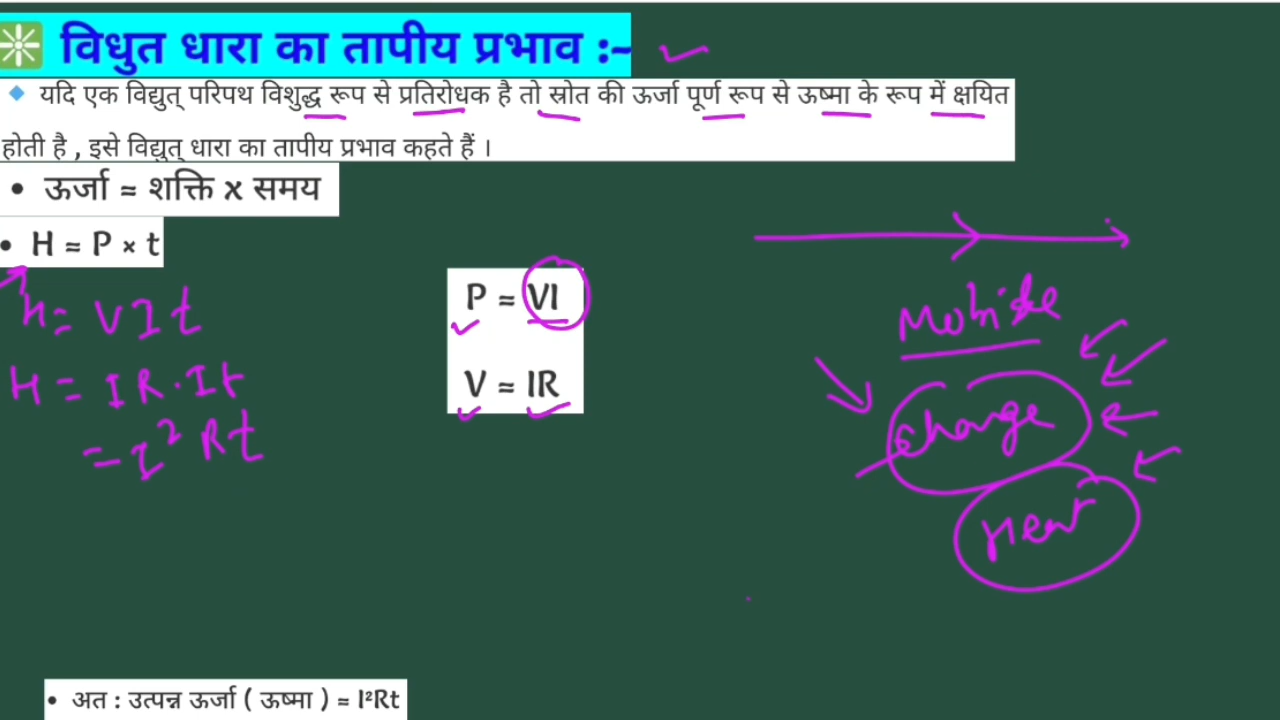 विधुत धारा का तापीय प्रभाव :~
यदि एक विद्युत् परिपथ विशुद्ध रूप से प्रतिरोधक है तो स्रोत की ऊर्जा पूर्ण रूप से ऊष्मा के रूप में क्षयित
होती है , इसे विद्युत् धारा का तापीय प्रभाव कहते हैं ।
• ऊर्जा = शक्ति x समय
• H = P × t
H = VIt
H = IR.It
= I²Rt
P = VI
V = IR
Mobile
Change
Heat
• अत : उत्पन्न ऊर्जा ( ऊष्मा ) = I²Rt